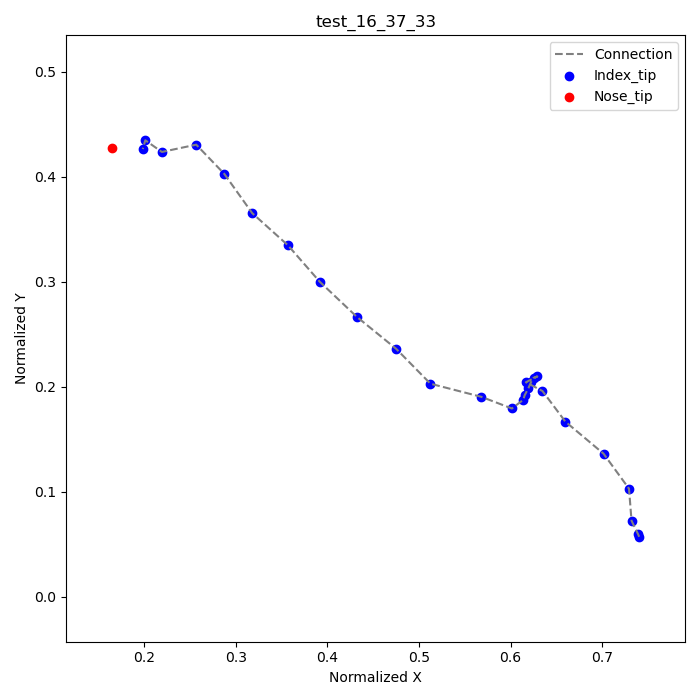 test_16_37_33
Connection
Index_tip
Nose_tip
Normalized Y
0.5
0.4
0.3
0.2
0.1
0.0
0.2 0.3 0.4 0.5 0.6 0.7
Normalized X